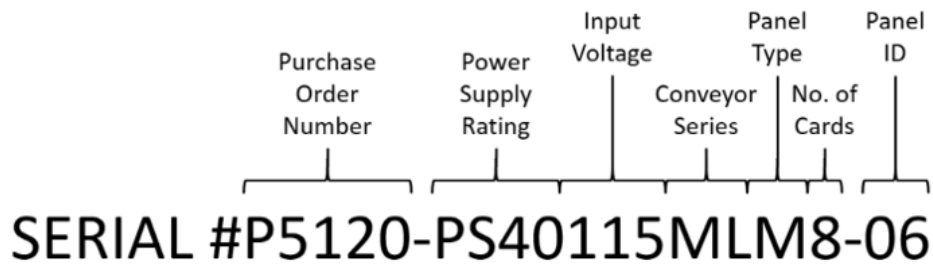 Input
Voltage
Panel
Type
Panel
ID
Purchase
Order
Number
Power
Supply
Rating
Conveyor
Series
No. of
Cards
SERIAL #P5120-PS40115MLM8-06